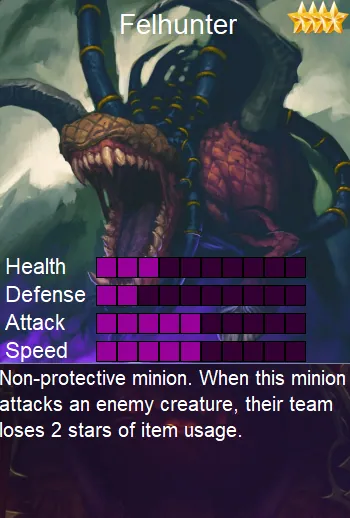 Felhunter
Health
Defense
Attack
Speed
Non-protective minion. When this minion
attacks an enemy creature, their team
loses 2 stars of item usage.